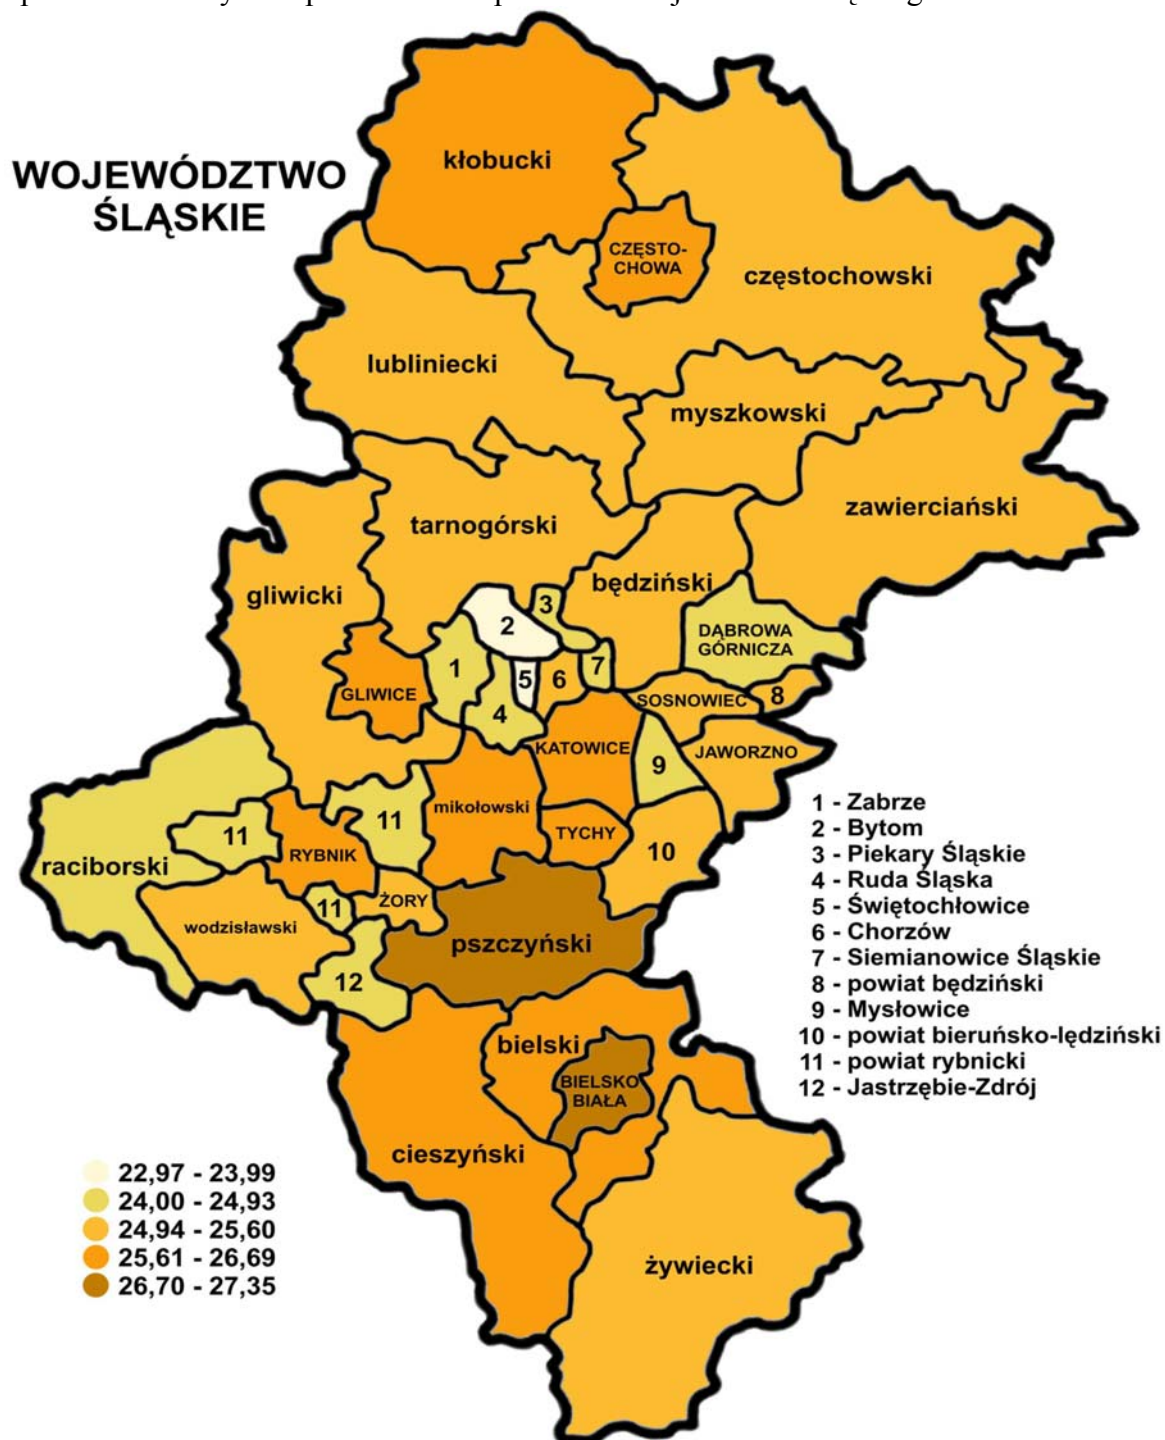 WOJEWÓDZTWO
ŚLĄSKIE
kłobucki
CZĘSTO-
CHOWA
częstochowski
lubliniecki
myszkowski
zawierciański
tarnogórski
będziński
gliwicki
3
2
DĄBROWA
GÓRNICZA
1
7
5
6
GLIWICE
4
SOSNOWIEC
8
KATOWICE
9
JAWORZNO
mikołowski
11
11
TYCHY
RYBNIK
10
raciborski
11
ŻORY
wodzisławski
pszczyński
12
bielski
BIELSKO
BIAŁA
cieszyński
żywiecki
1 - Zabrze
2 - Bytom
3 - Piekary Śląskie
4 - Ruda Śląska
5 - Świętochłowice
6 - Chorzów
7 - Siemianowice Śląskie
8 - powiat będziński
9 - Mysłowice
10 - powiat bieruńsko-lędziński
11 - powiat rybnicki
12 - Jastrzębie-Zdrój
22,97 - 23,99
24,00 - 24,93
24,94 - 25,60
25,61 - 26,69
26,70 - 27,35